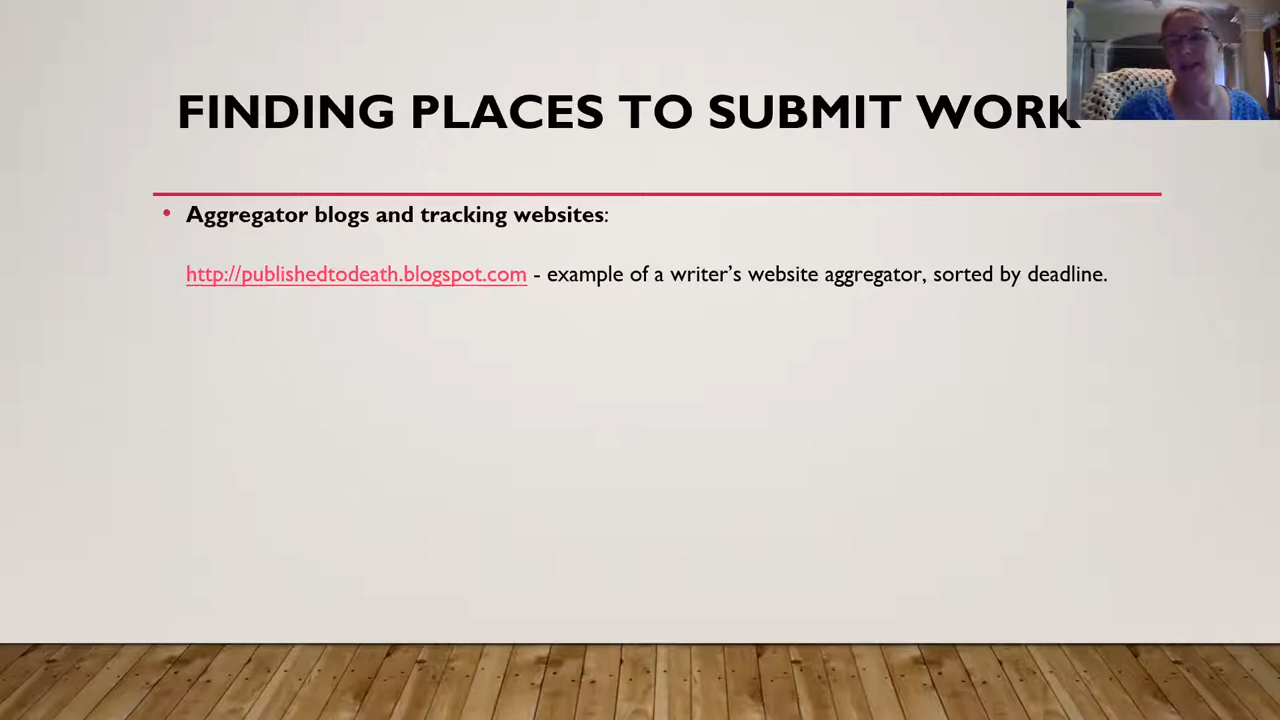 FINDING PLACES TO SUBMIT WORK
• Aggregator blogs and tracking websites:
http://publishedtodeath.blogspot.com - example of a writer’s website aggregator, sorted by deadline.